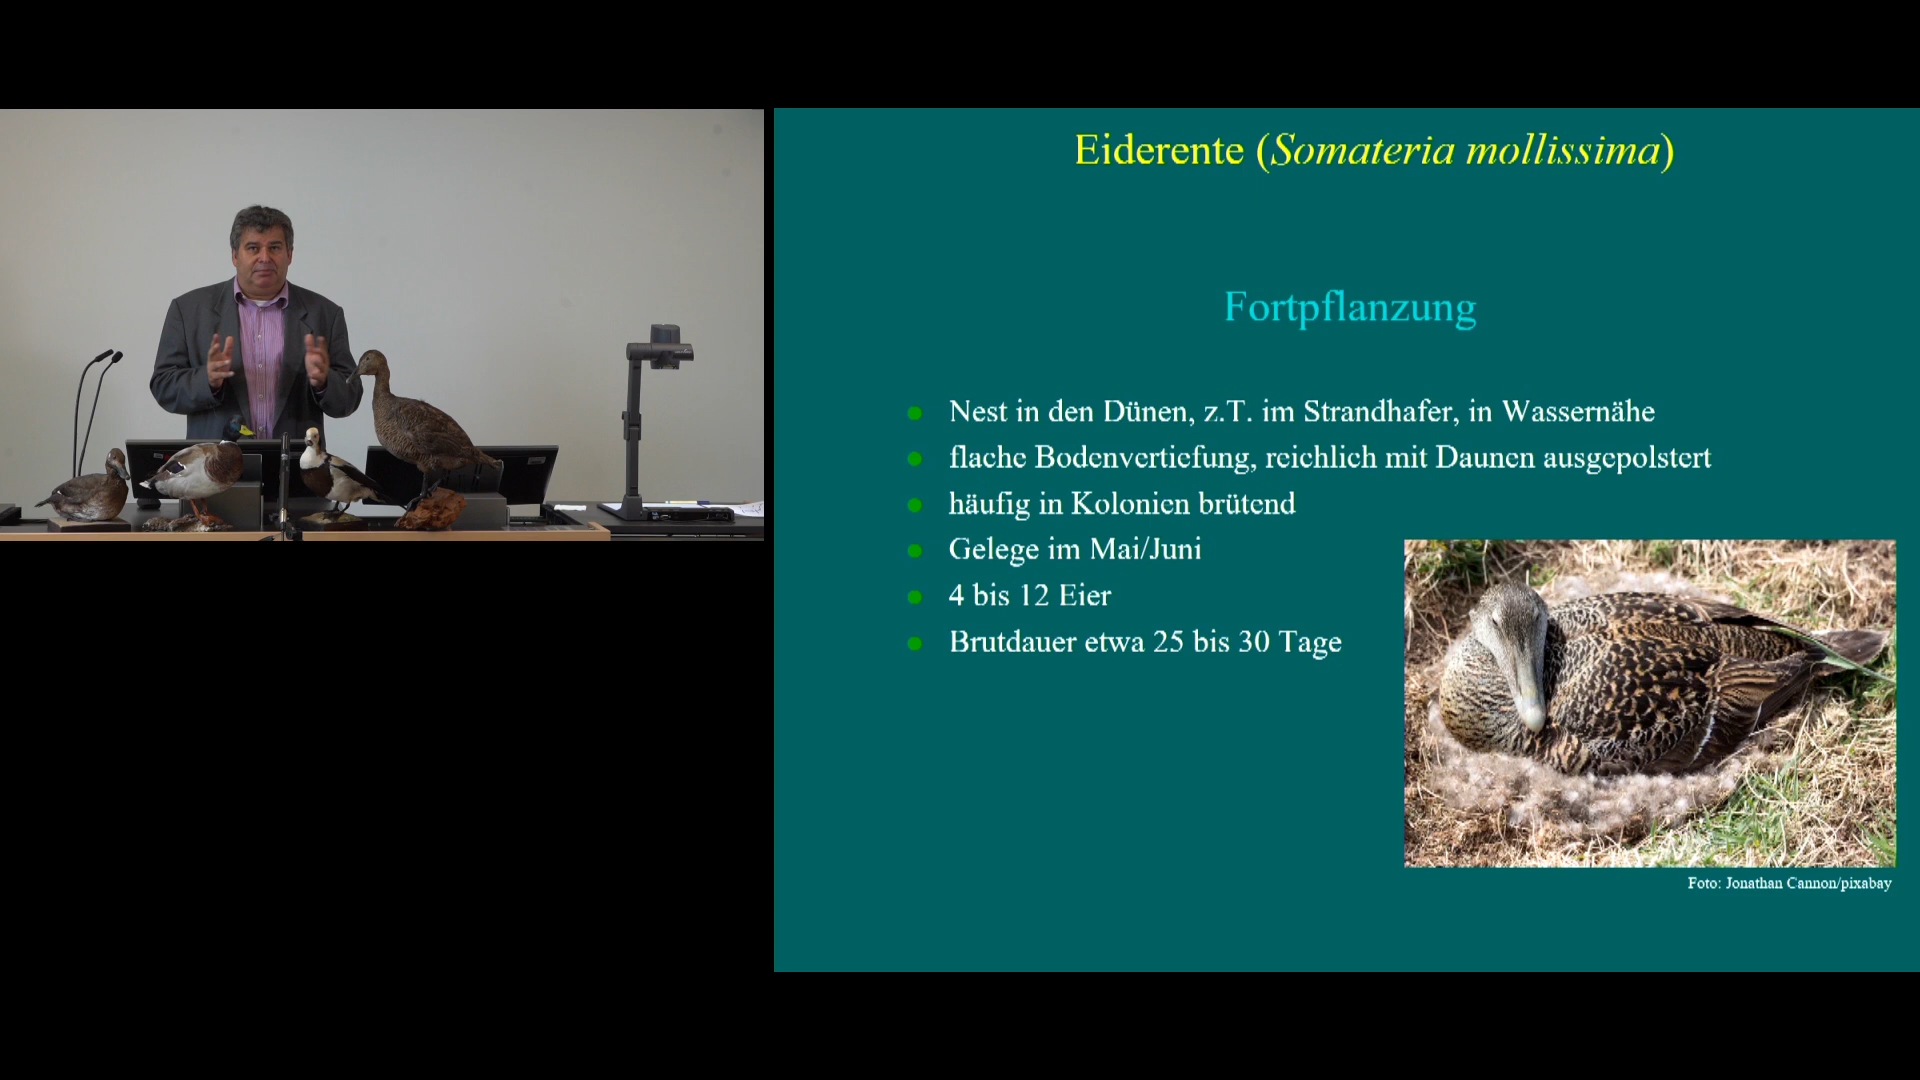 Eiderente (Somateria mollissima)
Fortpflanzung
Nest in den Dünen, z.T. im Strandhafer, in Wassernähe
flache Bodenvertiefung, reichlich mit Daunen ausgepolstert
häufig in Kolonien brütend
Gelege im Mai/Juni
4 bis 12 Eier
Brutdauer etwa 25 bis 30 Tage
Foto: Jonathan Cannon/pixabay